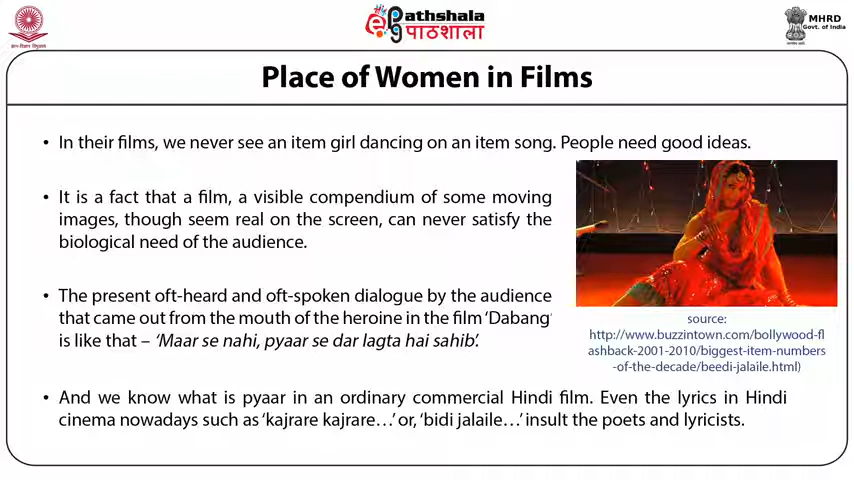 ePathshala
पाठशाला
MHRD
Govt. of India
Place of Women in Films
• In their films, we never see an item girl dancing on an item song. People need good ideas.
• It is a fact that a film, a visible compendium of some moving
images, though seem real on the screen, can never satisfy the
biological need of the audience.
• The present oft-heard and oft-spoken dialogue by the audience
that came out from the mouth of the heroine in the film ‘Dabang’
is like that – ‘Maar se nahi, pyaar se dar lagta hai sahib’.
source:
http://www.buzzintown.com/bollywood-fl
ashback-2001-2010/biggest-item-numbers
-of-the-decade/beedi-jalaile.html)
• And we know what is pyaar in an ordinary commercial Hindi film. Even the lyrics in Hindi
cinema nowadays such as ‘kajrare kajrare…’ or, ‘bidi jalaile…’ insult the poets and lyricists.